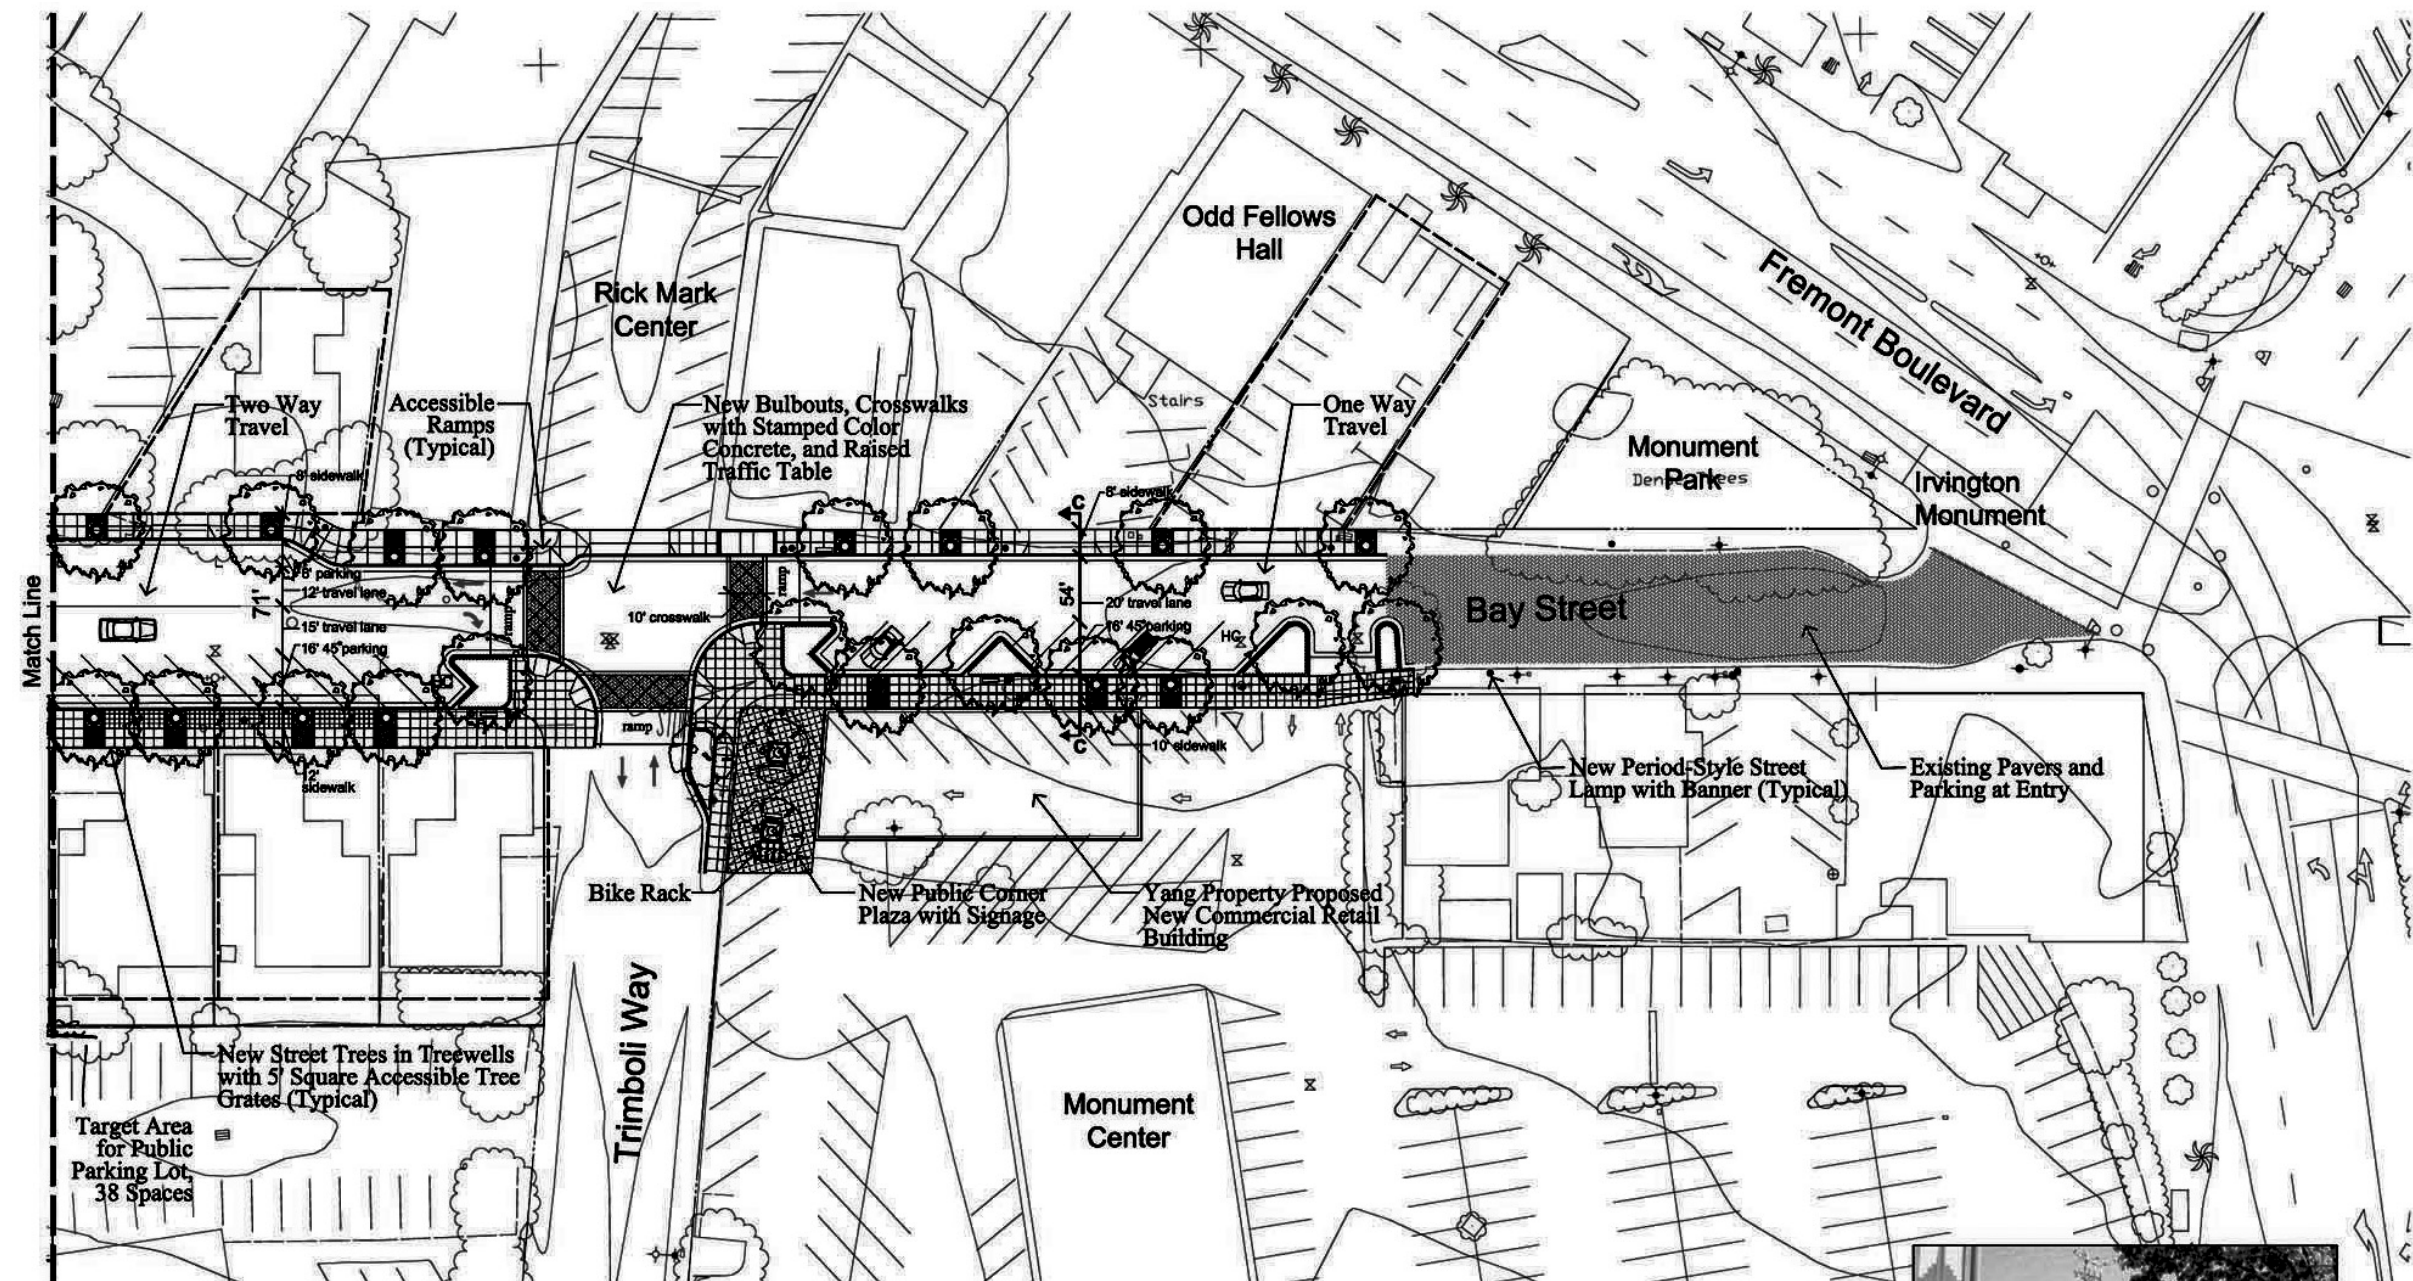 Odd Fellows
Hall
Rick Mark
Center
Fremont Boulevard
Two Way
Travel
Accessible
Ramps
(Typical)
New Bulbouts, Crosswalks
with Stamped Color
Concrete, and Raised
Traffic Table
Stairs
One Way
Travel
Monument
Park
Irvington
Monument
8' sidewalk
C
8' sidewalk
Match Line
71'
8' parking
12' travel lane
15' travel lane
16' 45° parking
ramp
10' crosswalk
ramp
54'
20' travel lane
16' 45° parking
HC
Bay Street
ramp
C
10' sidewalk
12'
sidewalk
New Period-Style Street
Lamp with Banner (Typical)
Existing Pavers and
Parking at Entry
Bike Rack
New Public Corner
Plaza with Signage
Yang Property Proposed
New Commercial Retail
Building
Trimboli Way
New Street Trees in Treewells
with 5' Square Accessible Tree
Grates (Typical)
Target Area
for Public
Parking Lot,
38 Spaces
Monument
Center